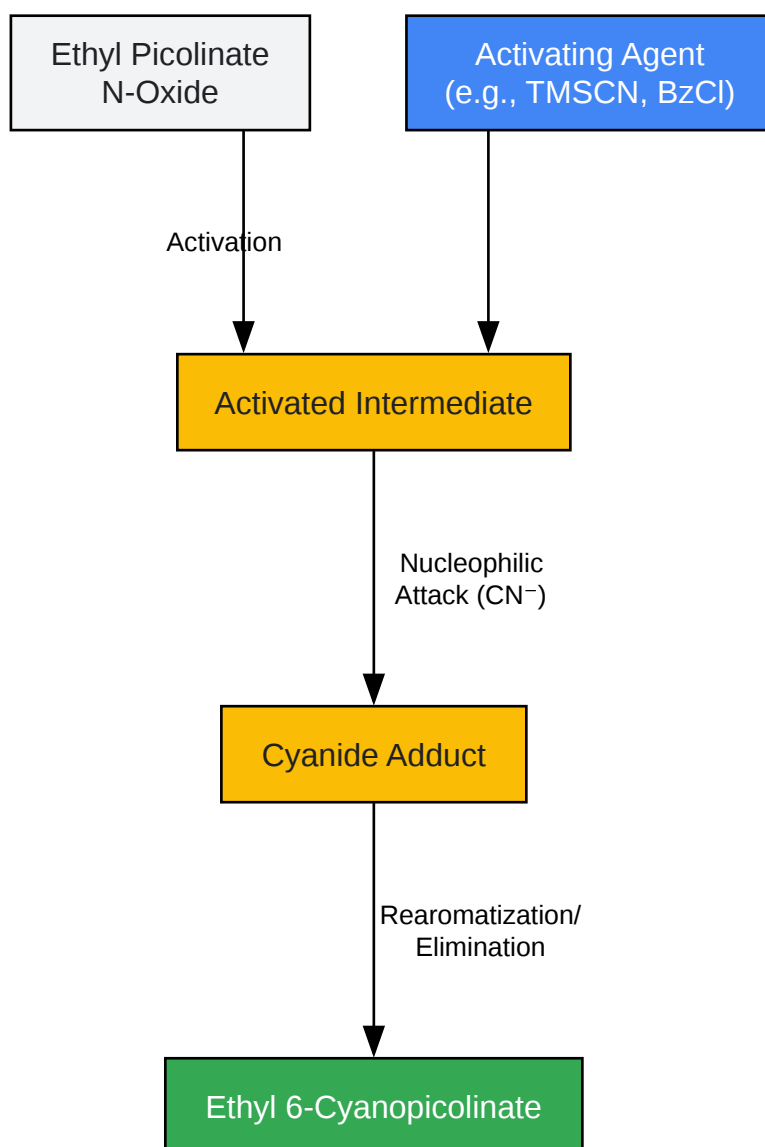 Ethyl Picolinate
N-Oxide
Activating Agent
(e.g., TMSCN, BzCl)
Activation
Activated Intermediate
Nucleophilic
Attack (CN⁻)
Cyanide Adduct
Rearomatization/
Elimination
Ethyl 6-Cyanopicolinate